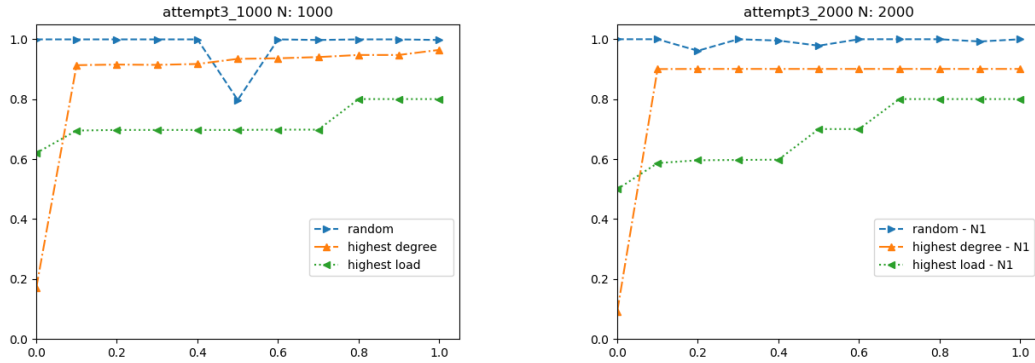 attempt3_1000 N: 1000
1.0
0.8
0.6
0.4
0.2
0.0
0.0 0.2 0.4 0.6 0.8 1.0
random
highest degree
highest load
attempt3_2000 N: 2000
1.0
0.8
0.6
0.4
0.2
0.0
0.0 0.2 0.4 0.6 0.8 1.0
random - N1
highest degree - N1
highest load - N1